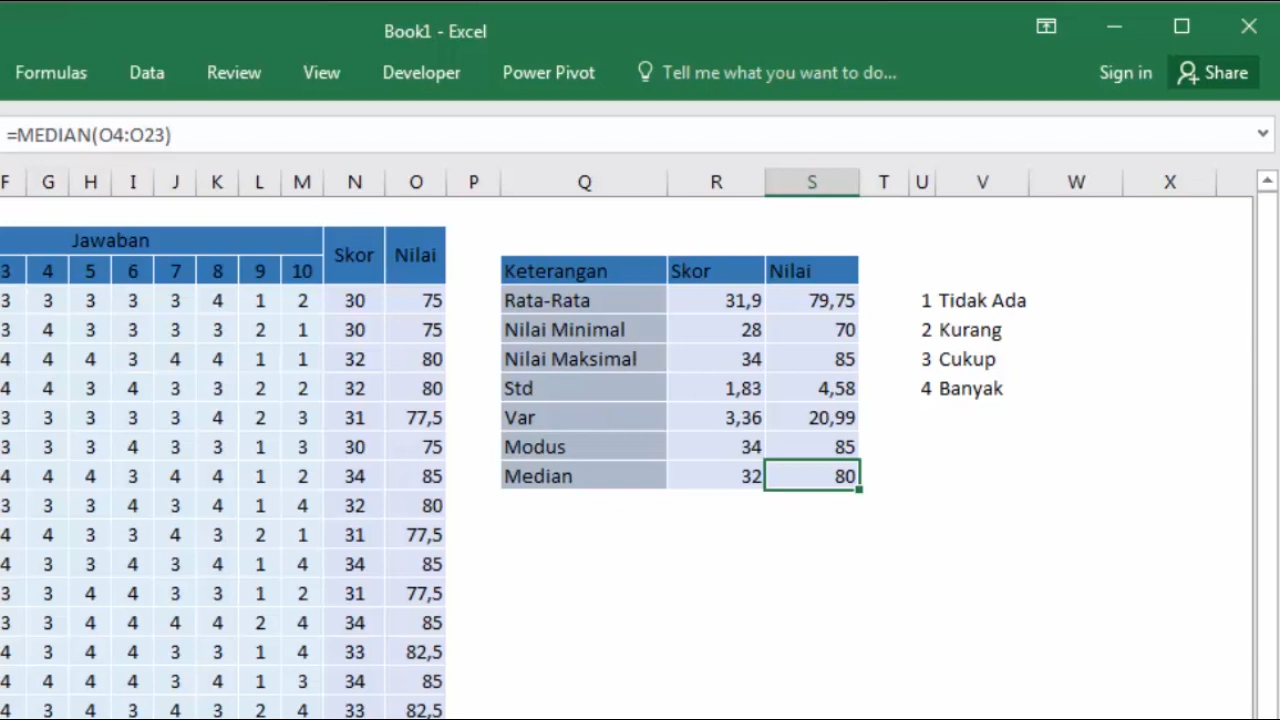 Book1 - Excel
Formulas Data Review View Developer Power Pivot Tell me what you want to do... Sign in Share
=MEDIAN(O4:O23)
F G H I J K L M N O P Q R S T U V W X
Jawaban Skor Nilai
3 4 5 6 7 8 9 10 Keterangan Skor Nilai
3 3 3 3 3 4 1 2 30 75 Rata-Rata 31,9 79,75 1 Tidak Ada
3 4 3 3 3 3 2 1 30 75 Nilai Minimal 28 70 2 Kurang
4 4 4 3 4 4 1 1 32 80 Nilai Maksimal 34 85 3 Cukup
4 4 3 4 3 3 2 2 32 80 Std 1,83 4,58 4 Banyak
3 3 3 3 3 4 2 3 31 77,5 Var 3,36 20,99
3 3 3 4 3 3 1 3 30 75 Modus 34 85
4 4 4 3 4 4 1 2 34 85 Median 32 80
3 3 3 4 3 4 1 4 32 80
4 4 3 3 4 3 2 1 31 77,5
4 3 3 4 3 4 1 4 34 85
4 3 3 4 3 3 1 2 31 77,5
3 3 4 4 4 4 2 4 34 85
4 3 4 4 3 3 1 4 33 82,5
4 4 4 4 3 4 1 3 34 85
4 3 4 3 4 3 2 4 33 82,5